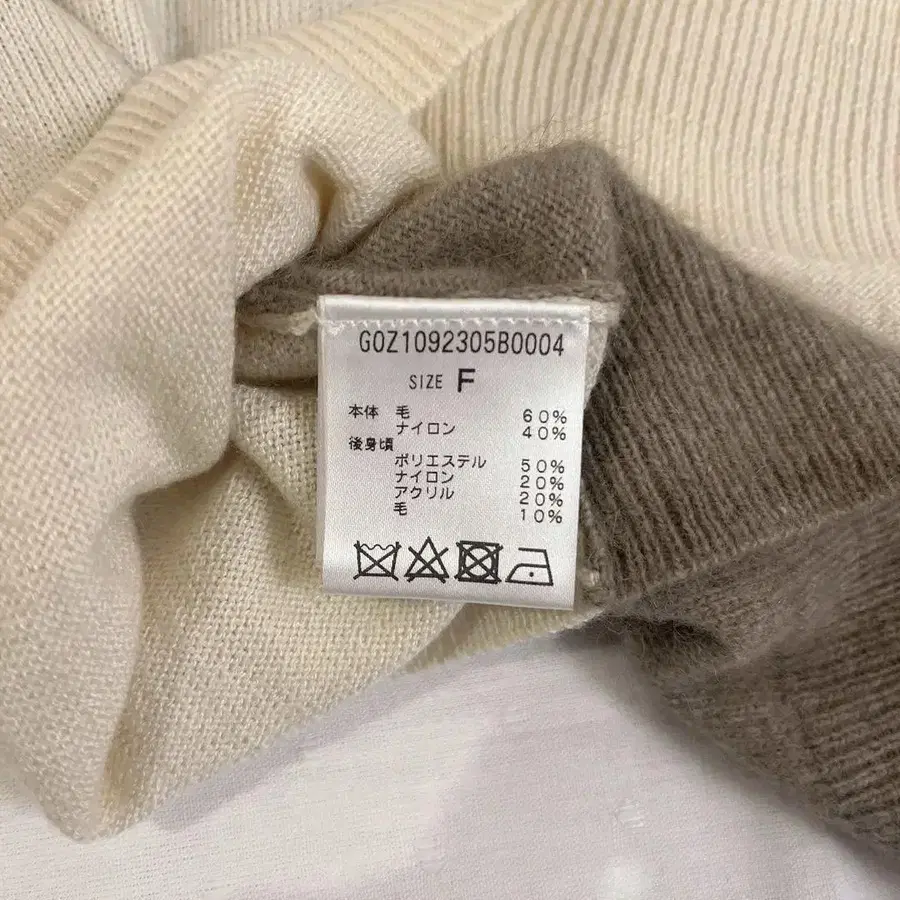 G0Z1092305B0004
SIZE F
本体 毛 60%
ナイロン 40%
後身頃
ポリエステル 50%
ナイロン 20%
アクリル 20%
毛 10%